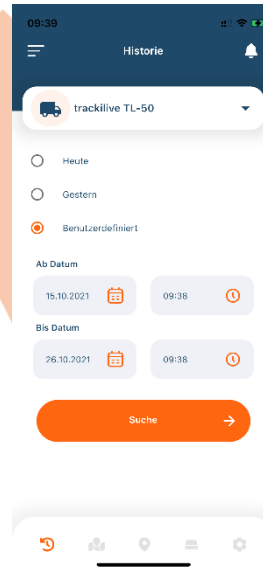 09:39
Historie
trackilive TL-50
Heute
Gestern
Benutzerdefiniert
Ab Datum
15.10.2021 09:38
Bis Datum
26.10.2021 09:38
Suche